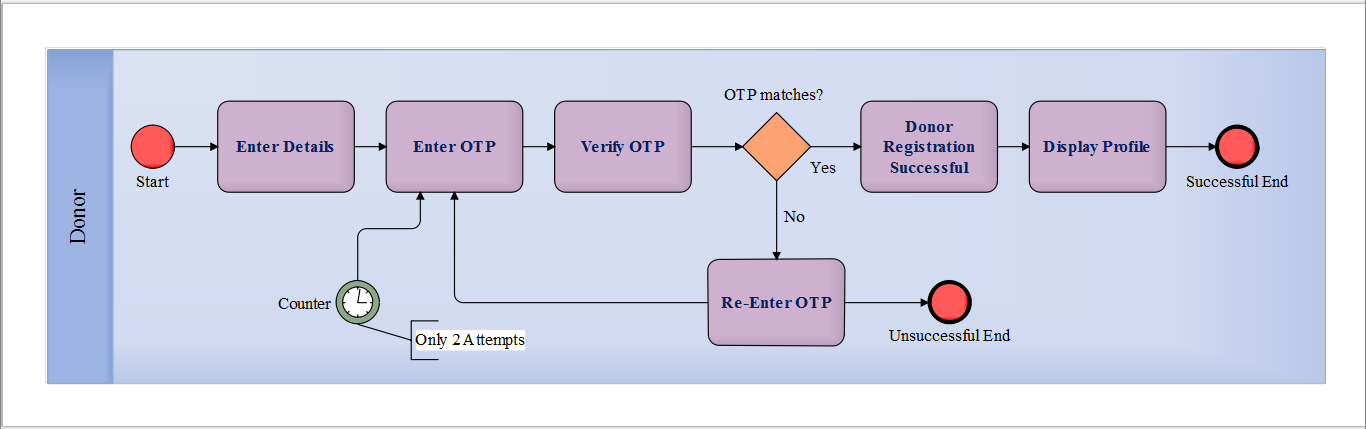 Donor
Start
Enter Details
Enter OTP
Verify OTP
OTP matches?
Yes
Donor
Registration
Successful
Display Profile
Successful End
No
Counter
Only 2 Attempts
Re-Enter OTP
Unsuccessful End